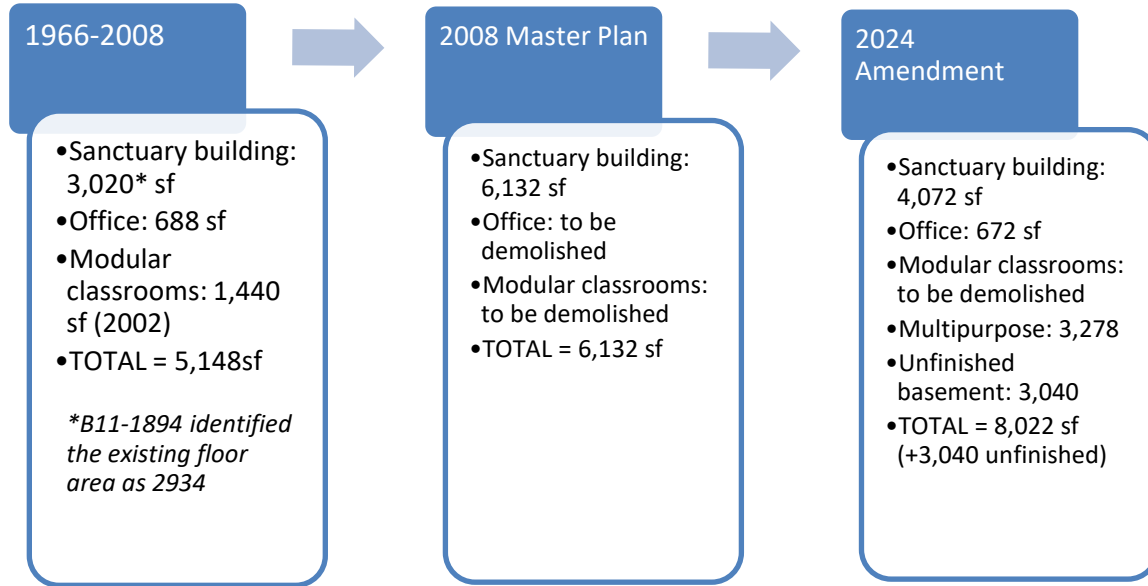 1966-2008
•Sanctuary building:
3,020* sf
•Office: 688 sf
•Modular
classrooms: 1,440
sf (2002)
•TOTAL = 5,148sf
*B11-1894 identified
the existing floor
area as 2934
2008 Master Plan
•Sanctuary building:
6,132 sf
•Office: to be
demolished
•Modular classrooms:
to be demolished
•TOTAL = 6,132 sf
2024
Amendment
•Sanctuary building:
4,072 sf
•Office: 672 sf
•Modular classrooms:
to be demolished
•Multipurpose: 3,278
•Unfinished
basement: 3,040
•TOTAL = 8,022 sf
(+3,040 unfinished)